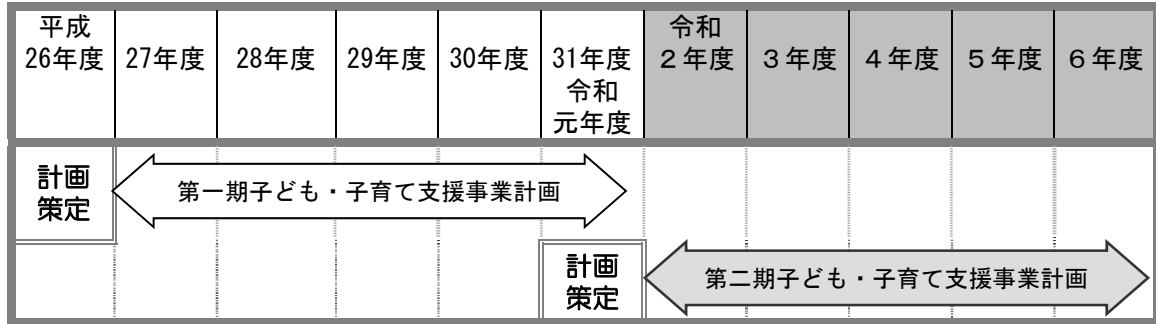 平成
26年度
27年度
28年度
29年度
30年度
31年度
令和
元年度
令和
２年度
３年度
４年度
５年度
６年度
計画
策定
第一期子ども・子育て支援事業計画
計画
策定
第二期子ども・子育て支援事業計画